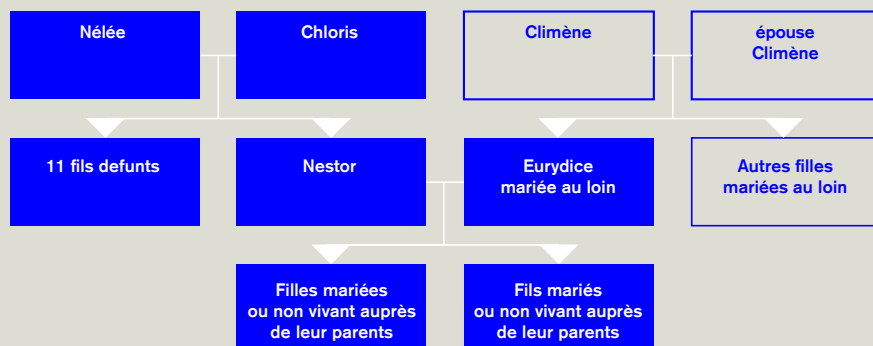 Nélée
Chloris
Climène
épouse
Climène
11 fils defunts
Nestor
Eurydice
mariée au loin
Autres filles
mariées au loin
Filles mariées
ou non vivant auprès
de leur parents
Fils mariés
ou non vivant auprès
de leur parents